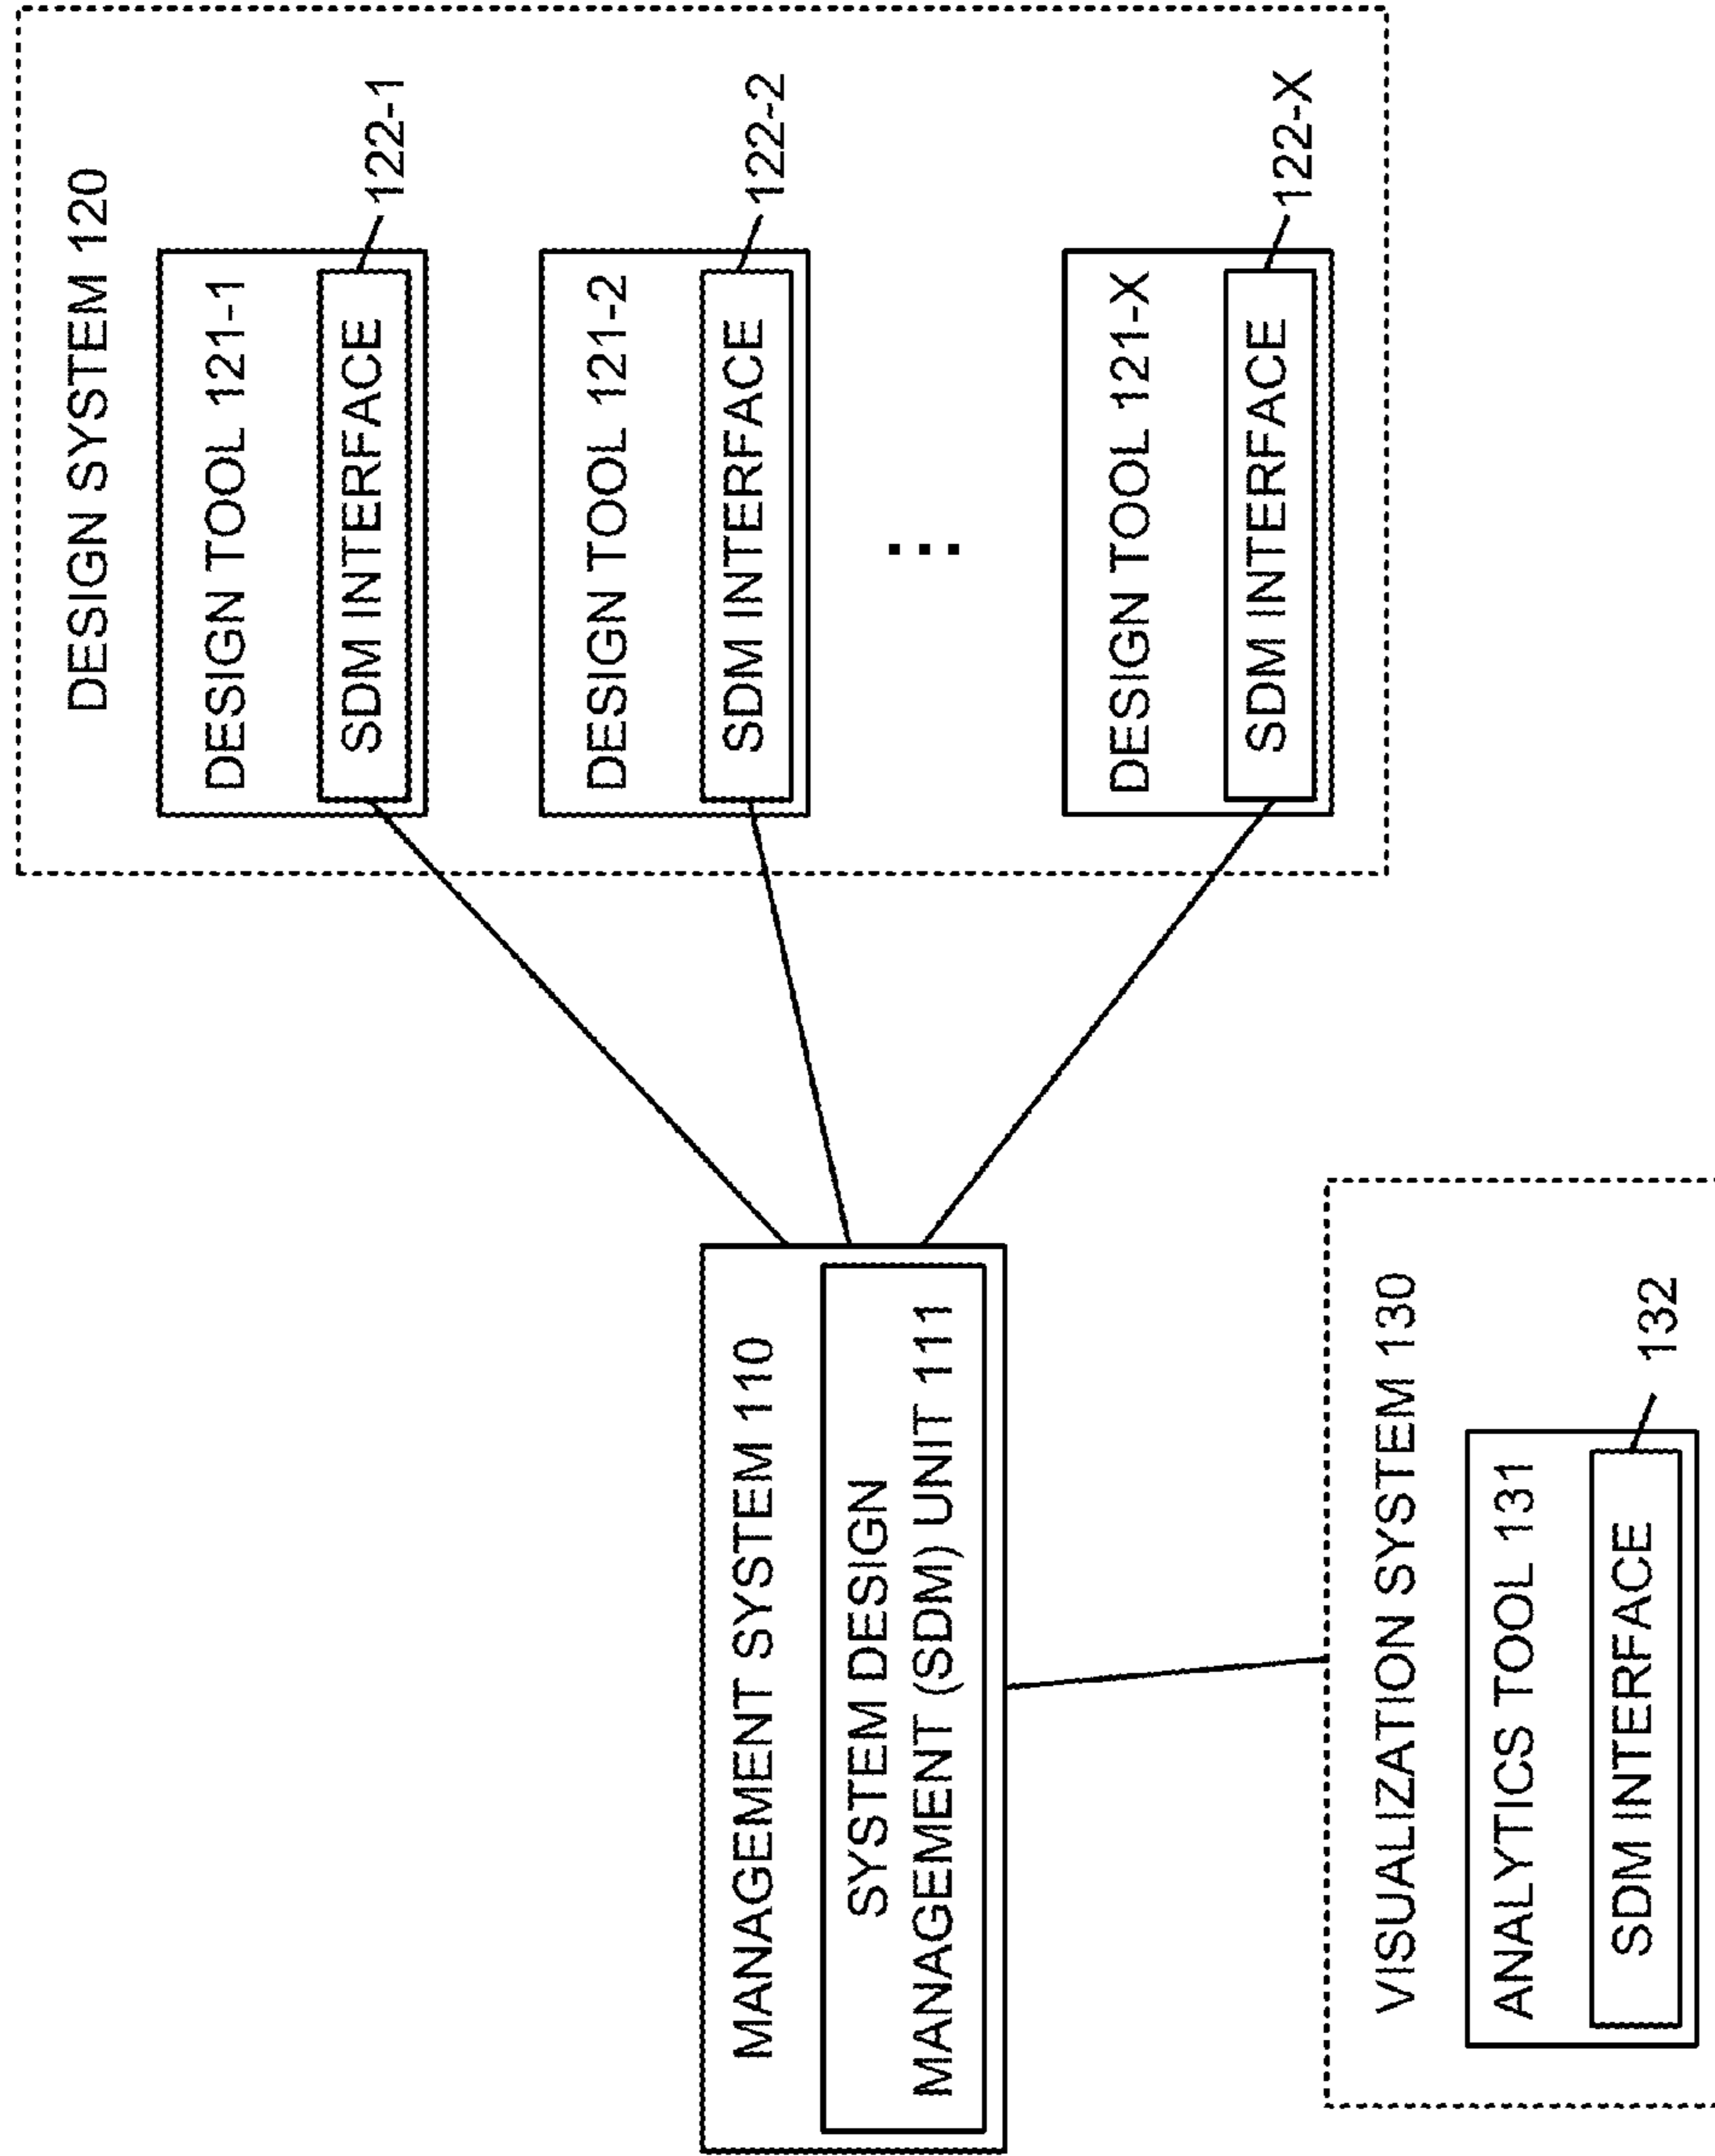 DESIGN SYSTEM 120
DESIGN TOOL 121-1
SDM INTERFACE
122-1
DESIGN TOOL 121-2
SDM INTERFACE
122-2
...
DESIGN TOOL 121-X
SDM INTERFACE
122-X
MANAGEMENT SYSTEM 110
SYSTEM DESIGN
MANAGEMENT (SDM) UNIT 111
VISUALIZATION SYSTEM 130
ANALYTICS TOOL 131
SDM INTERFACE
132